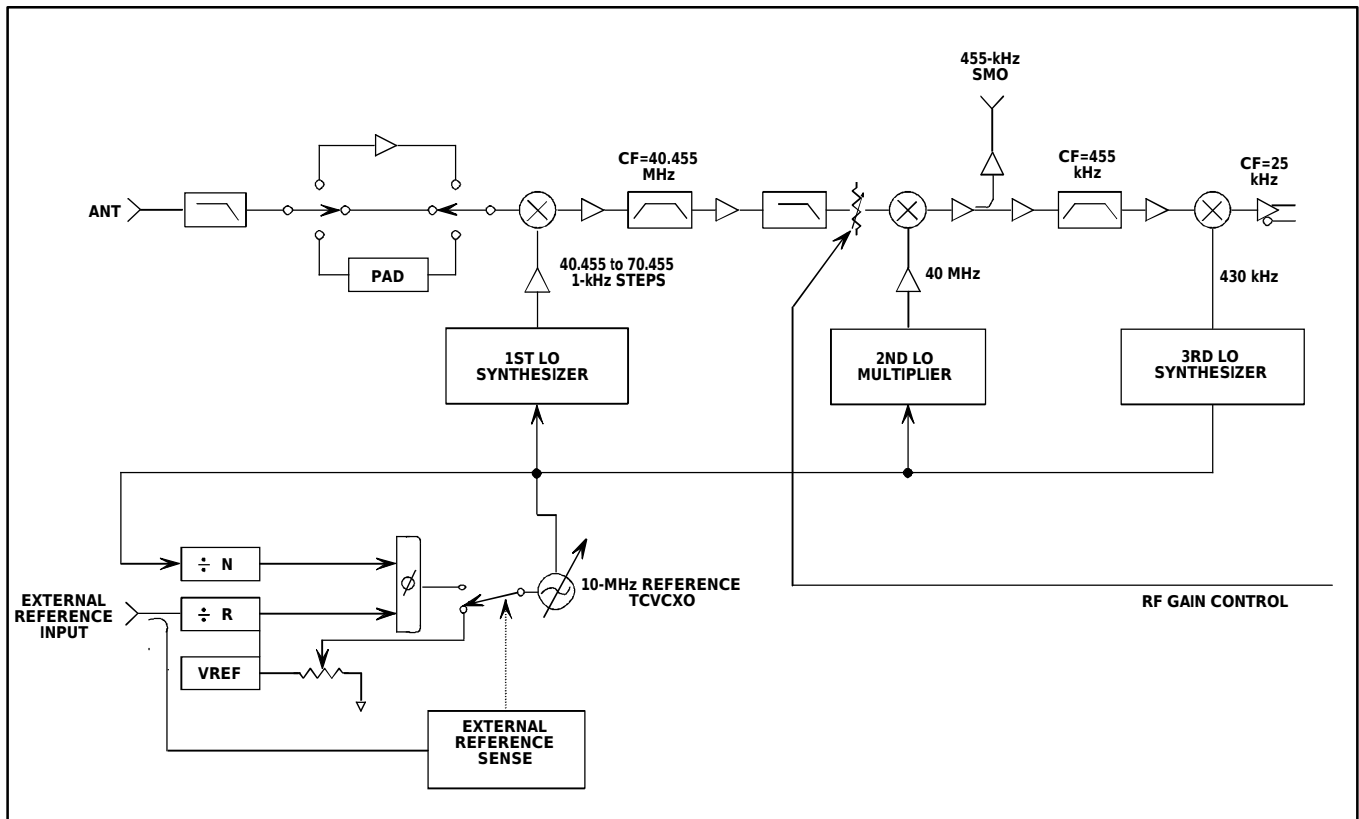 455-kHz
SMO
CF=40.455
MHz
CF=455
kHz
CF=25
kHz
ANT
PAD
40.455 to 70.455
1-kHz STEPS
40 MHz
430 kHz
1ST LO
SYNTHESIZER
2ND LO
MULTIPLIER
3RD LO
SYNTHESIZER
÷ N
ϕ
10-MHz REFERENCE
TCVCXO
EXTERNAL
REFERENCE
INPUT
÷ R
RF GAIN CONTROL
VREF
EXTERNAL
REFERENCE
SENSE